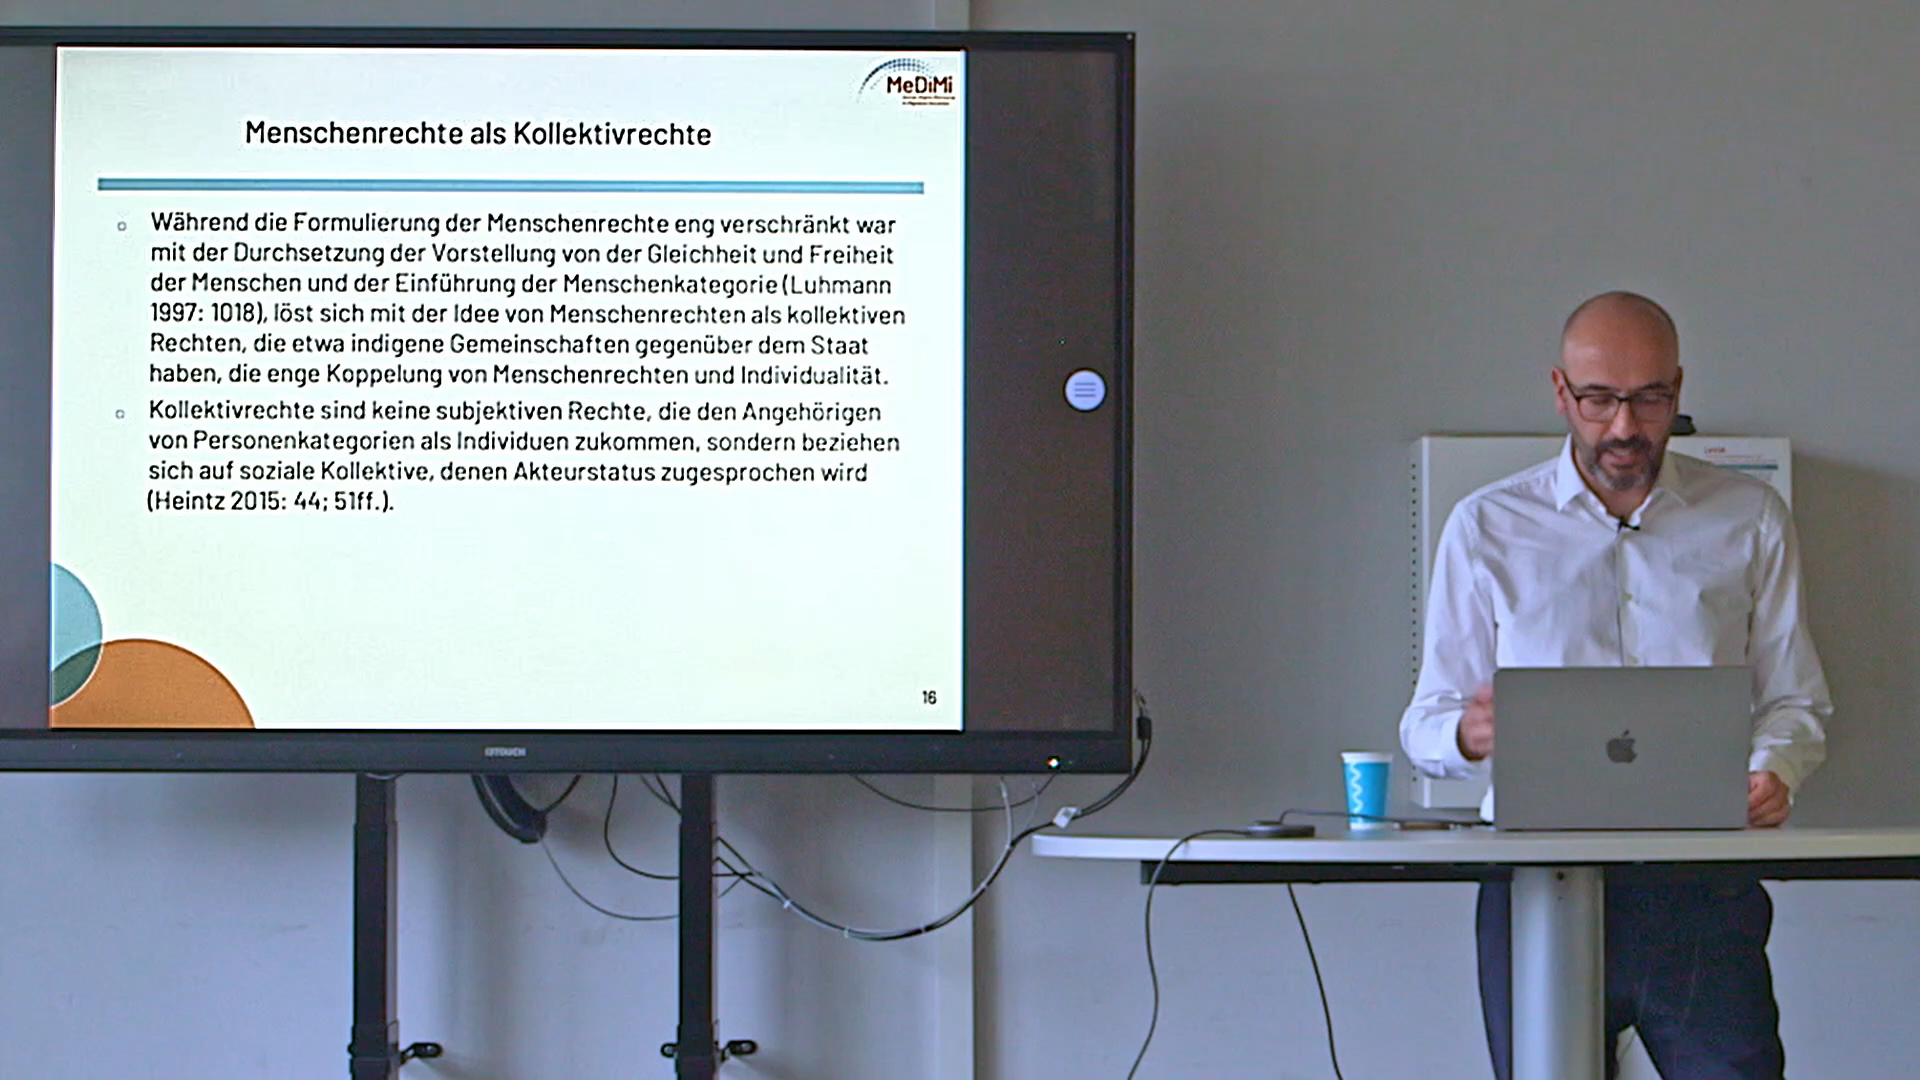 MeDiMi
Menschenrechte als Kollektivrechte
Während die Formulierung der Menschenrechte eng verschränkt war
mit der Durchsetzung der Vorstellung von der Gleichheit und Freiheit
der Menschen und der Einführung der Menschenkategorie (Luhmann
1997: 1018), löst sich mit der Idee von Menschenrechten als kollektiven
Rechten, die etwa indigene Gemeinschaften gegenüber dem Staat
haben, die enge Koppelung von Menschenrechten und Individualität.
Kollektivrechte sind keine subjektiven Rechte, die den Angehörigen
von Personenkategorien als Individuen zukommen, sondern beziehen
sich auf soziale Kollektive, denen Akteurstatus zugesprochen wird
(Heintz 2015: 44; 51ff.).
16